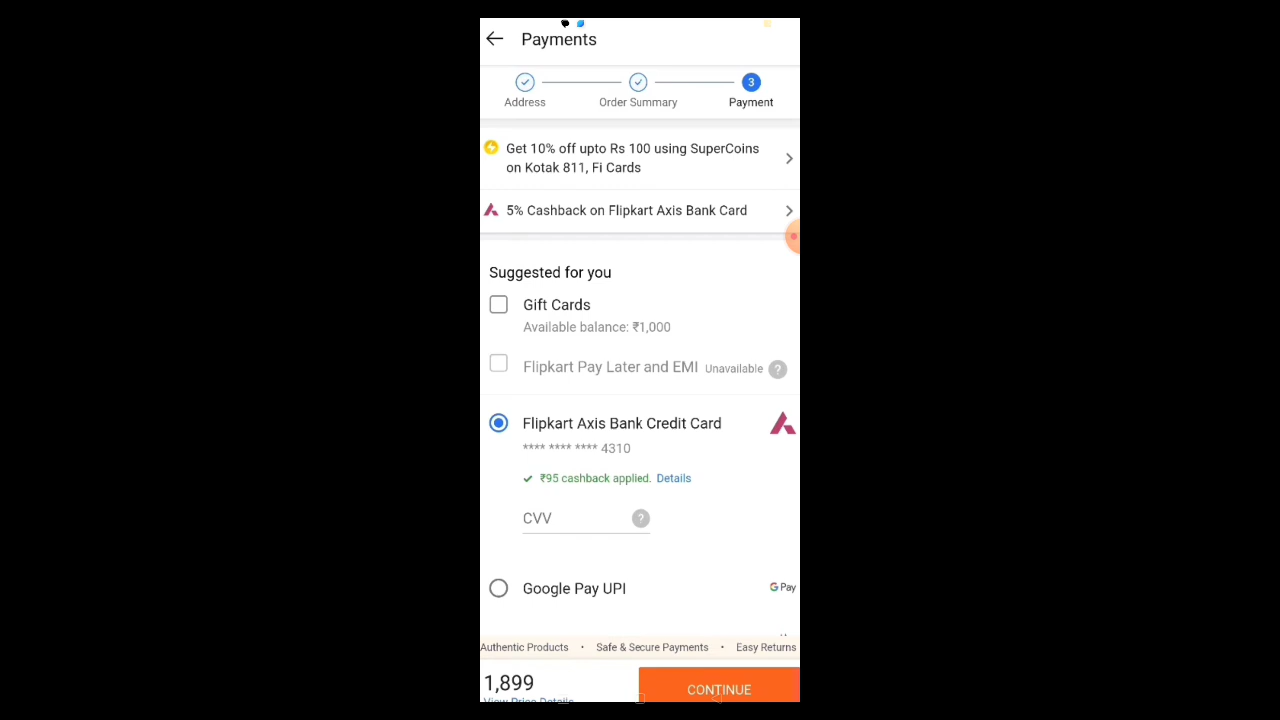 Payments
Address
Order Summary
3
Payment
Get 10% off upto Rs 100 using SuperCoins
on Kotak 811, Fi Cards
5% Cashback on Flipkart Axis Bank Card
Suggested for you
Gift Cards
Available balance: ₹1,000
Flipkart Pay Later and EMI Unavailable ?
Flipkart Axis Bank Credit Card
**** **** **** 4310
₹95 cashback applied. Details
CVV ?
Google Pay UPI G Pay
Authentic Products • Safe & Secure Payments • Easy Returns
1,899
View Price Details
CONTINUE